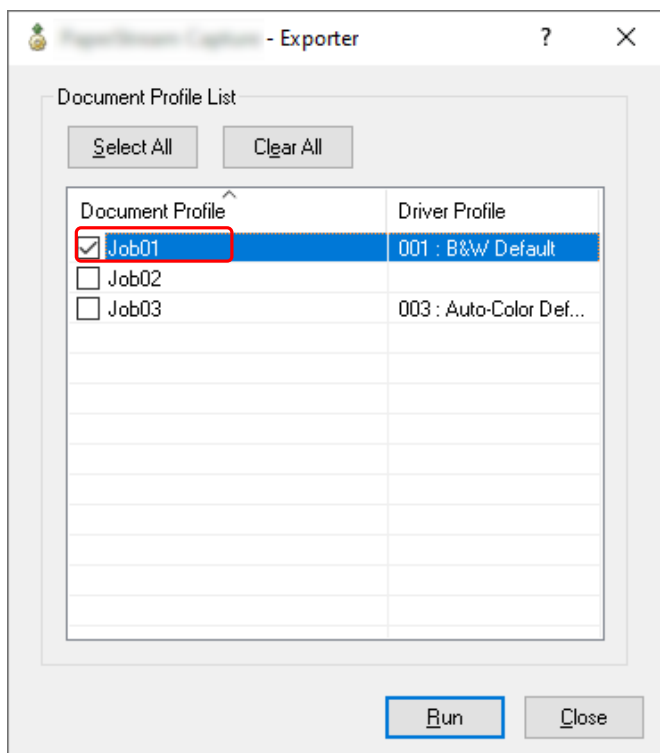 - Exporter ?
Document Profile List
Select All Clear All
Document Profile Driver Profile
Job01 001 : B&W Default
Job02
Job03 003 : Auto-Color Def...
Run Close